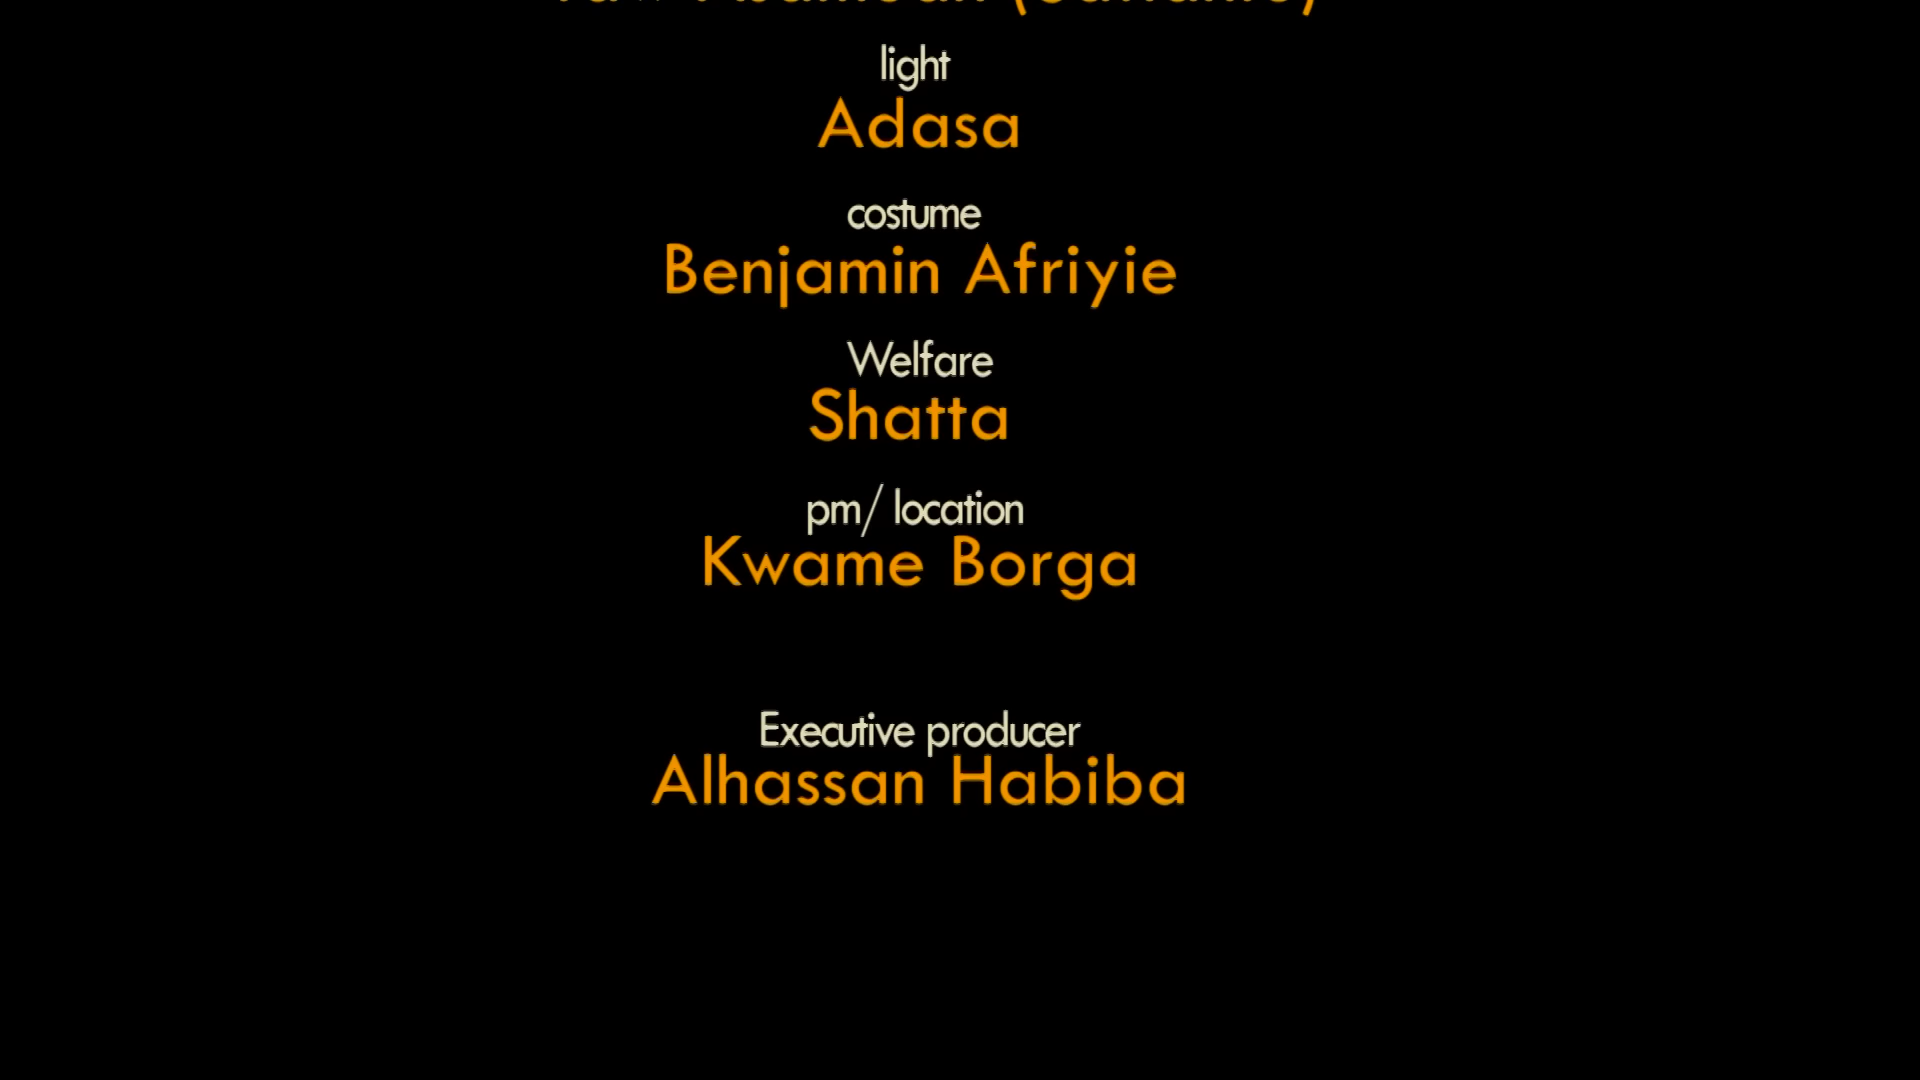 light
Adasa
costume
Benjamin Afriyie
Welfare
Shatta
pm/ location
Kwame Borga
Executive producer
Alhassan Habiba